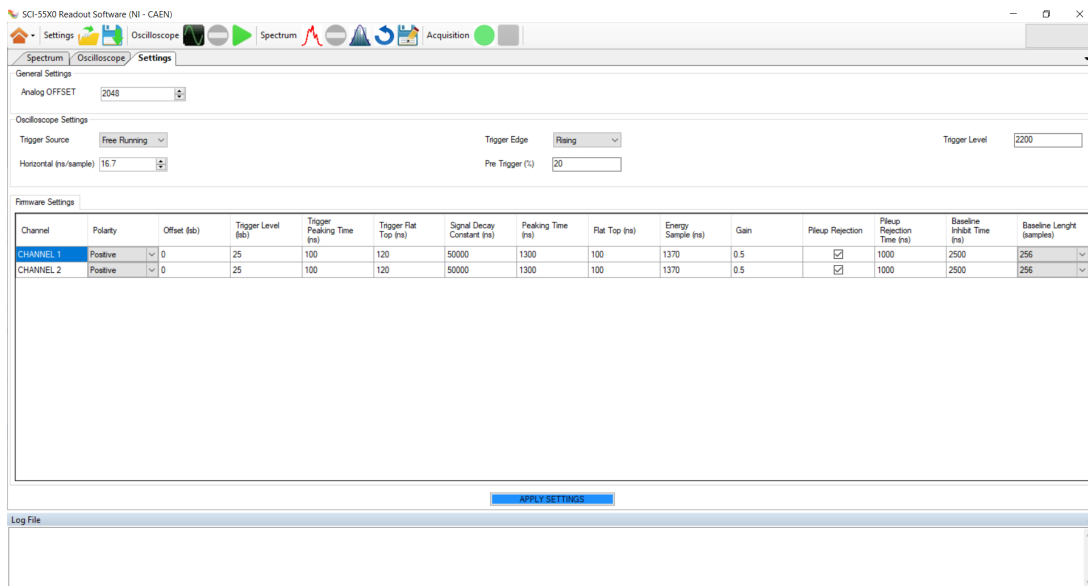 SCI-55X0 Readout Software (NI - CAEN)
Settings Oscilloscope Spectrum Acquisition
Spectrum Oscilloscope Settings
General Settings
Analog OFFSET 2048
Oscilloscope Settings
Trigger Source Free Running Trigger Edge Rising Trigger Level 2200
Horizontal (ns/sample) 16.7 Pre Trigger (%) 20
Firmware Settings
Channel Polarity Offset (lsb) Trigger Level (lsb) Trigger Peaking Time (ns) Trigger Flat Top (ns) Signal Decay Constant (ns) Peaking Time (ns) Flat Top (ns) Energy Sample (ns) Gain Pileup Rejection Pileup Rejection Time (ns) Baseline Inhibit Time (ns) Baseline Lenght (samples)
CHANNEL 1 Positive 0 25 100 120 50000 1300 100 1370 0.5 1000 2500 256
CHANNEL 2 Positive 0 25 100 120 50000 1300 100 1370 0.5 1000 2500 256
APPLY SETTINGS
Log File